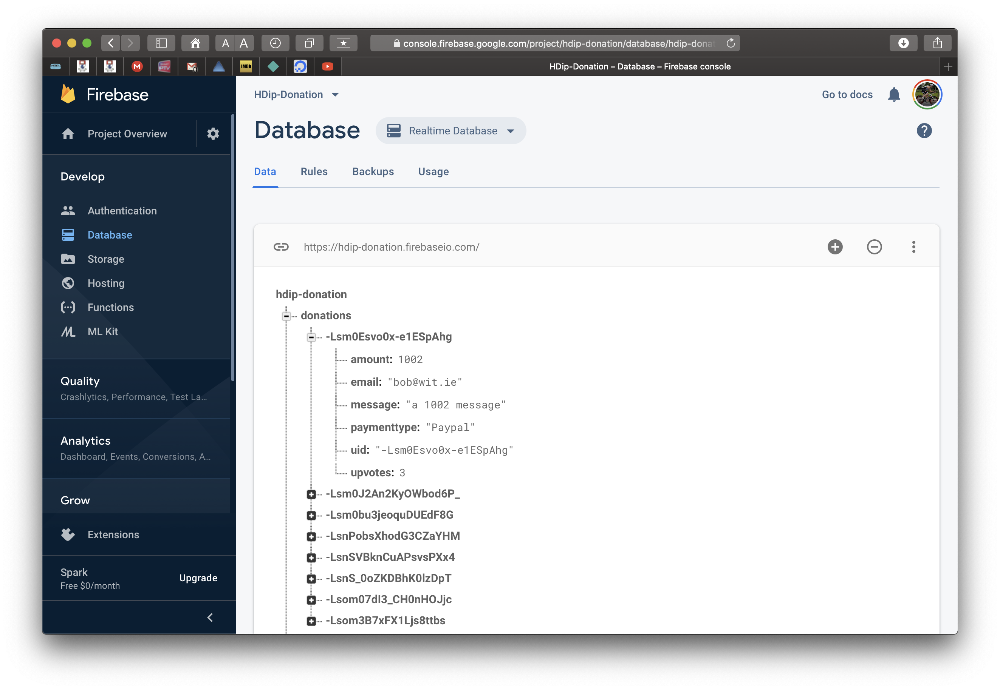 A A
console.firebase.google.com/project/hdip-donation/database/hdip-donat
M
PTV
0
IMDb
HDip-Donation – Database – Firebase console
Firebase
HDip-Donation
Go to docs
Project Overview
Database
Realtime Database
?
Data
Rules
Backups
Usage
Develop
Authentication
Database
Storage
Hosting
Functions
ML Kit
Quality
Crashlytics, Performance, Test La...
Analytics
Dashboard, Events, Conversions, A...
Grow
Extensions
Spark
Free $0/month
Upgrade
https://hdip-donation.firebaseio.com/
hdip-donation
donations
-Lsm0Esvo0x-e1ESpAhg
amount: 1002
email: "bob@wit.ie"
message: "a 1002 message"
paymenttype: "Paypal"
uid: "-Lsm0Esvo0x-e1ESpAhg"
upvotes: 3
-Lsm0J2An2KyOWbod6P_
-Lsm0bu3jeoquDUEdF8G
-LsnPobsXhodG3CZaYHM
-LsnSVBknCuAPsvsPXx4
-LsnS_0oZKDBhK0lzDpT
-Lsom07dI3_CH0nHOJjc
-Lsom3B7xFX1Ljs8ttbs